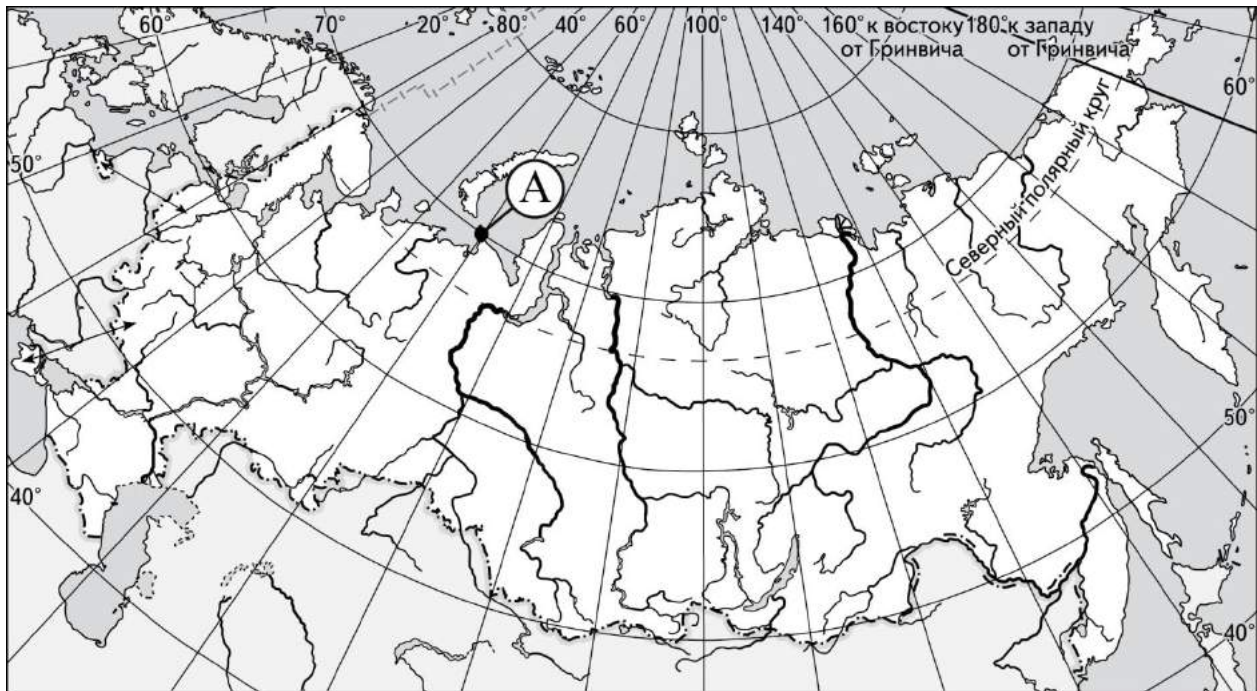 60° 70° 20° 80° 40° 60° 100° 140° 160° к востоку
от Гринвича
180° к западу
от Гринвича
60°
50°
А
Северный полярный круг
50°
40°
40°